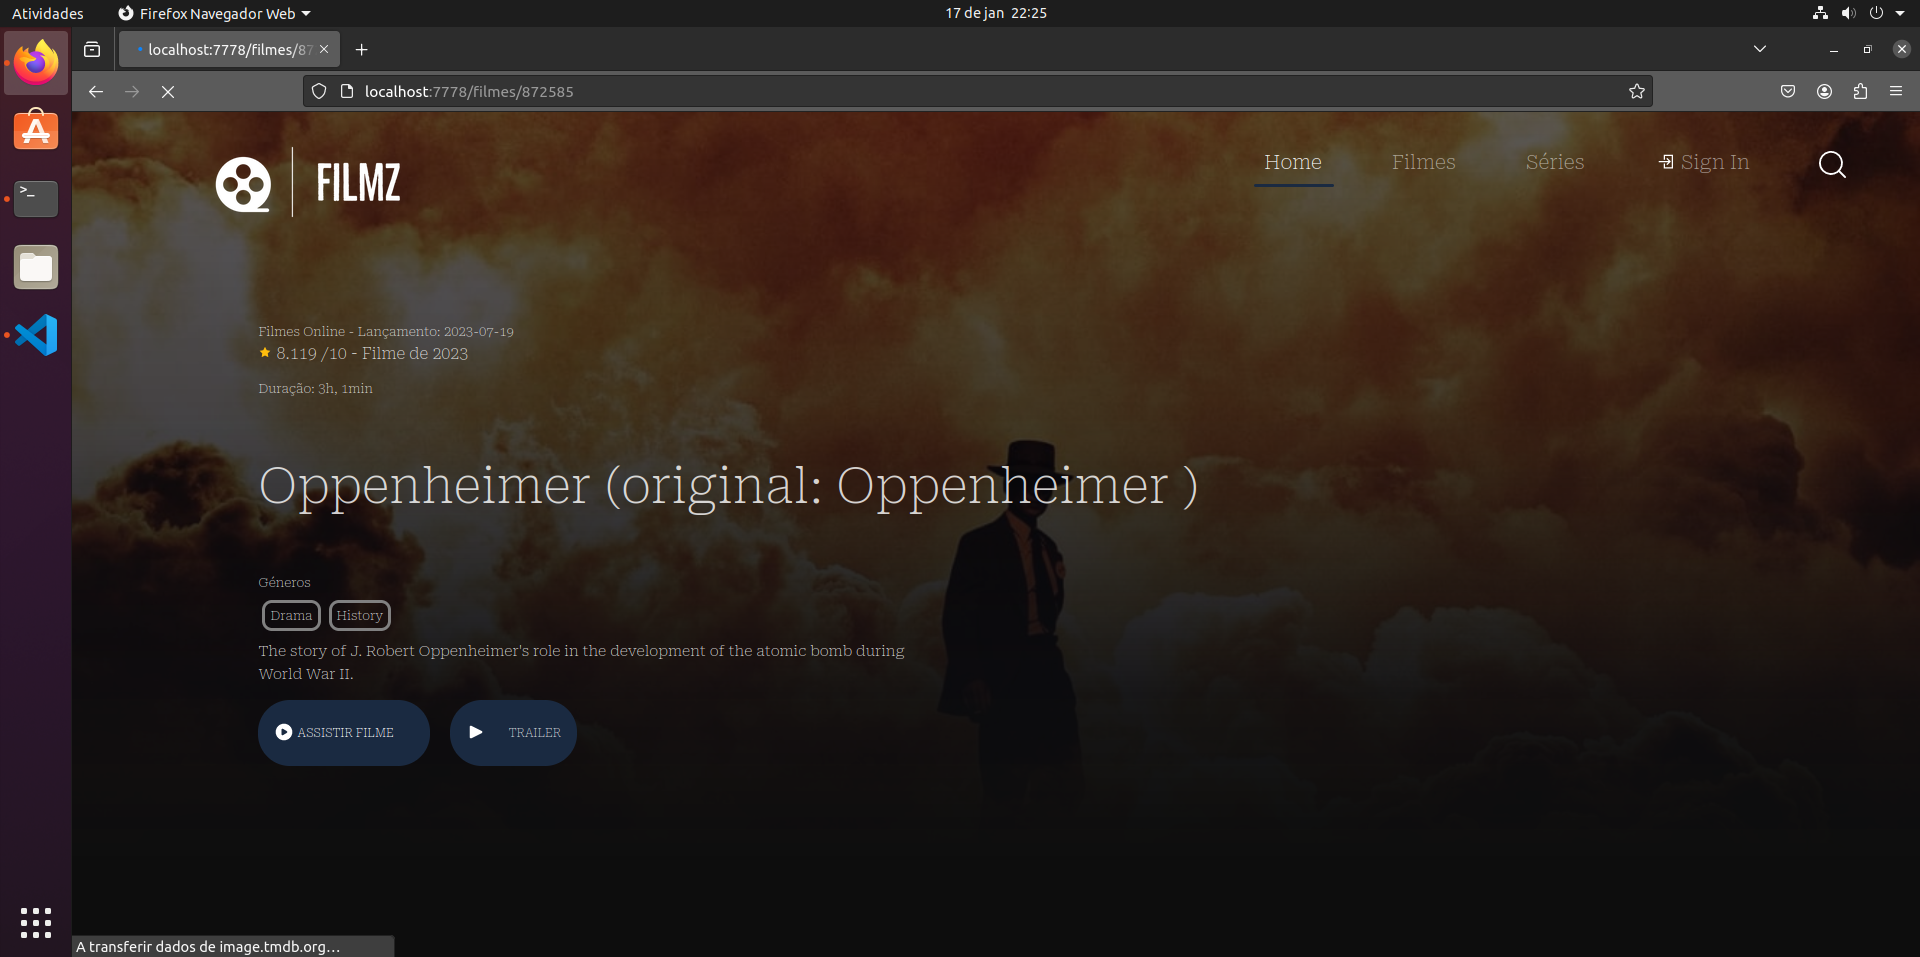 Atividades
Firefox Navegador Web
17 de jan 22:25
localhost:7778/filmes/87
localhost:7778/filmes/872585
FILMZ
Home
Filmes
Séries
Sign In
Filmes Online - Lançamento: 2023-07-19
8.119 /10 - Filme de 2023
Duração: 3h, 1min
Oppenheimer (original: Oppenheimer )
Géneros
Drama
History
The story of J. Robert Oppenheimer's role in the development of the atomic bomb during
World War II.
ASSISTIR FILME
TRAILER
A transferir dados de image.tmdb.org…